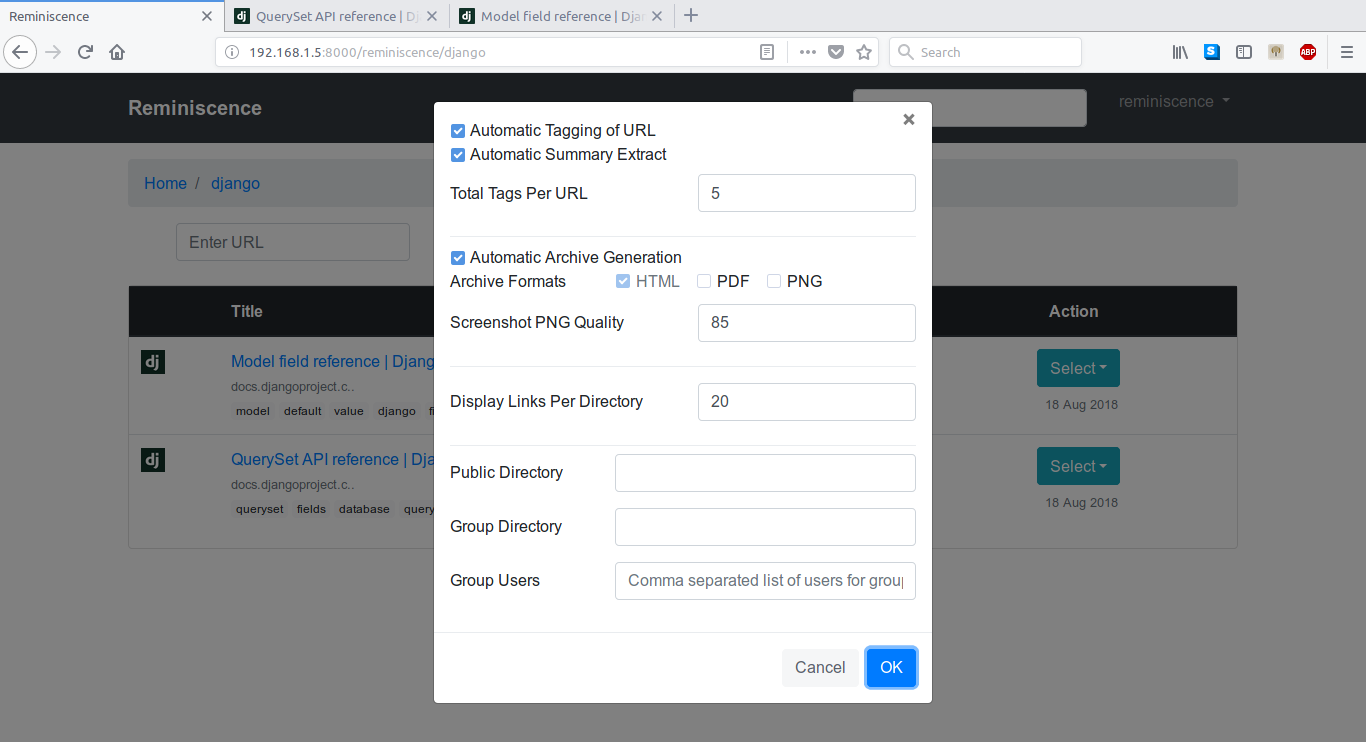 Reminiscence
QuerySet API reference | Dj
Model field reference | Djan
192.168.1.5:8000/reminiscence/django
Search
S
ABP
Reminiscence
reminiscence
Home / django
Enter URL
Title
Action
dj
Model field reference | Djang
docs.djangoproject.c..
model default value django fi
Select
18 Aug 2018
dj
QuerySet API reference | Dja
docs.djangoproject.c..
queryset fields database query
Select
18 Aug 2018
×
Automatic Tagging of URL
Automatic Summary Extract
Total Tags Per URL 5
Automatic Archive Generation
Archive Formats HTML PDF PNG
Screenshot PNG Quality 85
Display Links Per Directory 20
Public Directory
Group Directory
Group Users Comma separated list of users for group
Cancel OK